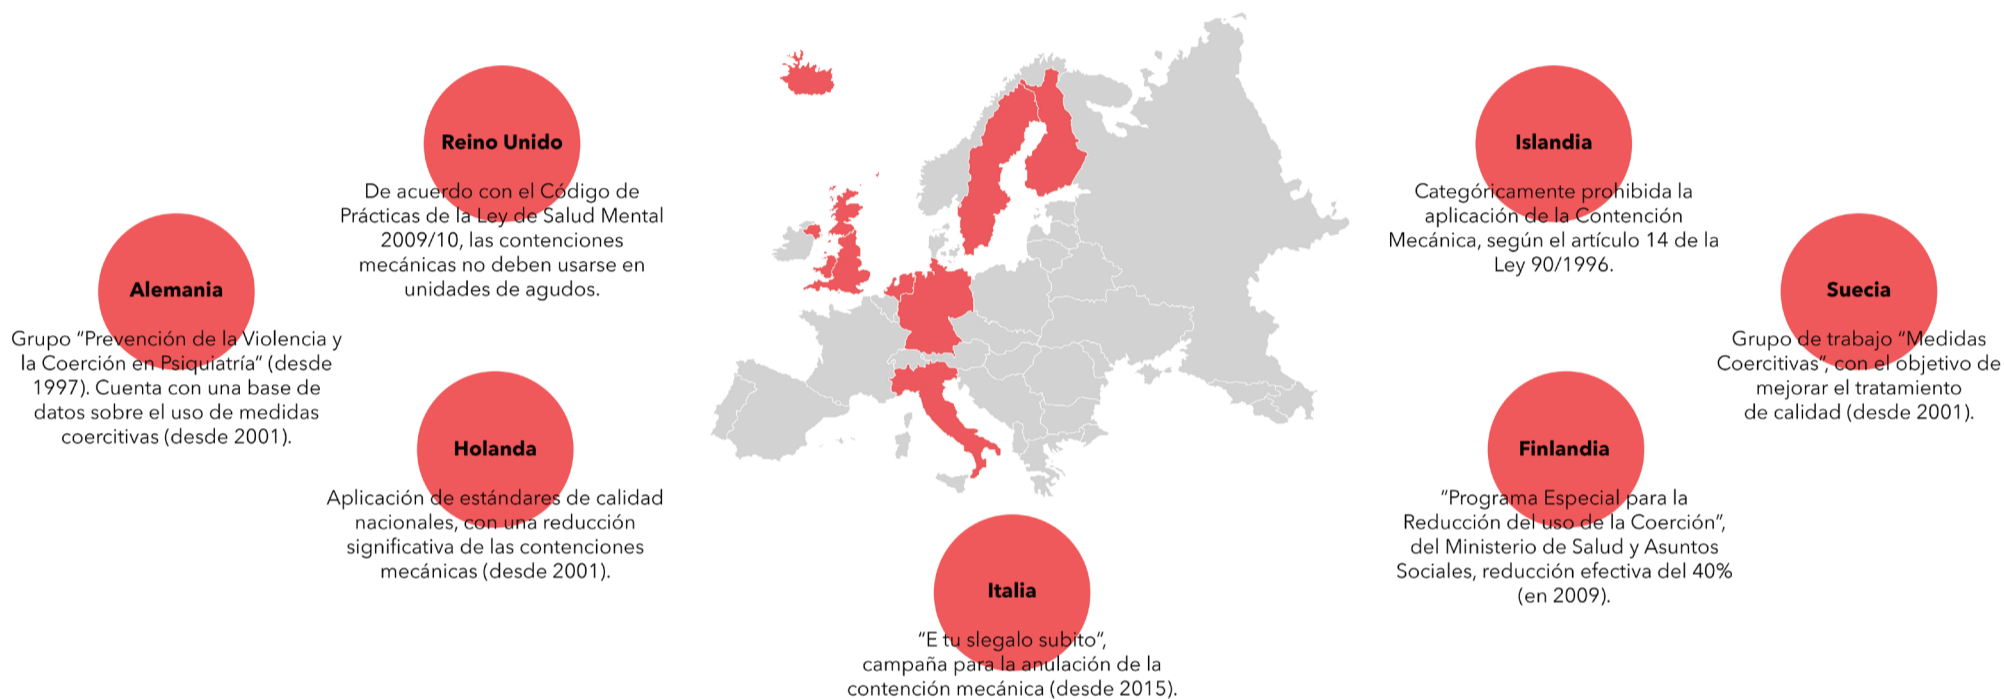 Reino Unido
De acuerdo con el Código de
Prácticas de la Ley de Salud Mental
2009/10, las contenciones
mecánicas no deben usarse en
unidades de agudos.
Alemania
Grupo “Prevención de la Violencia y
la Coerción en Psiquiatría” (desde
1997). Cuenta con una base de
datos sobre el uso de medidas
coercitivas (desde 2001).
Holanda
Aplicación de estándares de calidad
nacionales, con una reducción
significativa de las contenciones
mecánicas (desde 2001).
Italia
“E tu slegalo subito”,
campaña para la anulación de la
contención mecánica (desde 2015).
Islandia
Categóricamente prohibida la
aplicación de la Contención
Mecánica, según el artículo 14 de la
Ley 90/1996.
Suecia
Grupo de trabajo “Medidas
Coercitivas”, con el objetivo de
mejorar el tratamiento
de calidad (desde 2001).
Finlandia
“Programa Especial para la
Reducción del uso de la Coerción”,
del Ministerio de Salud y Asuntos
Sociales, reducción efectiva del 40%
(en 2009).